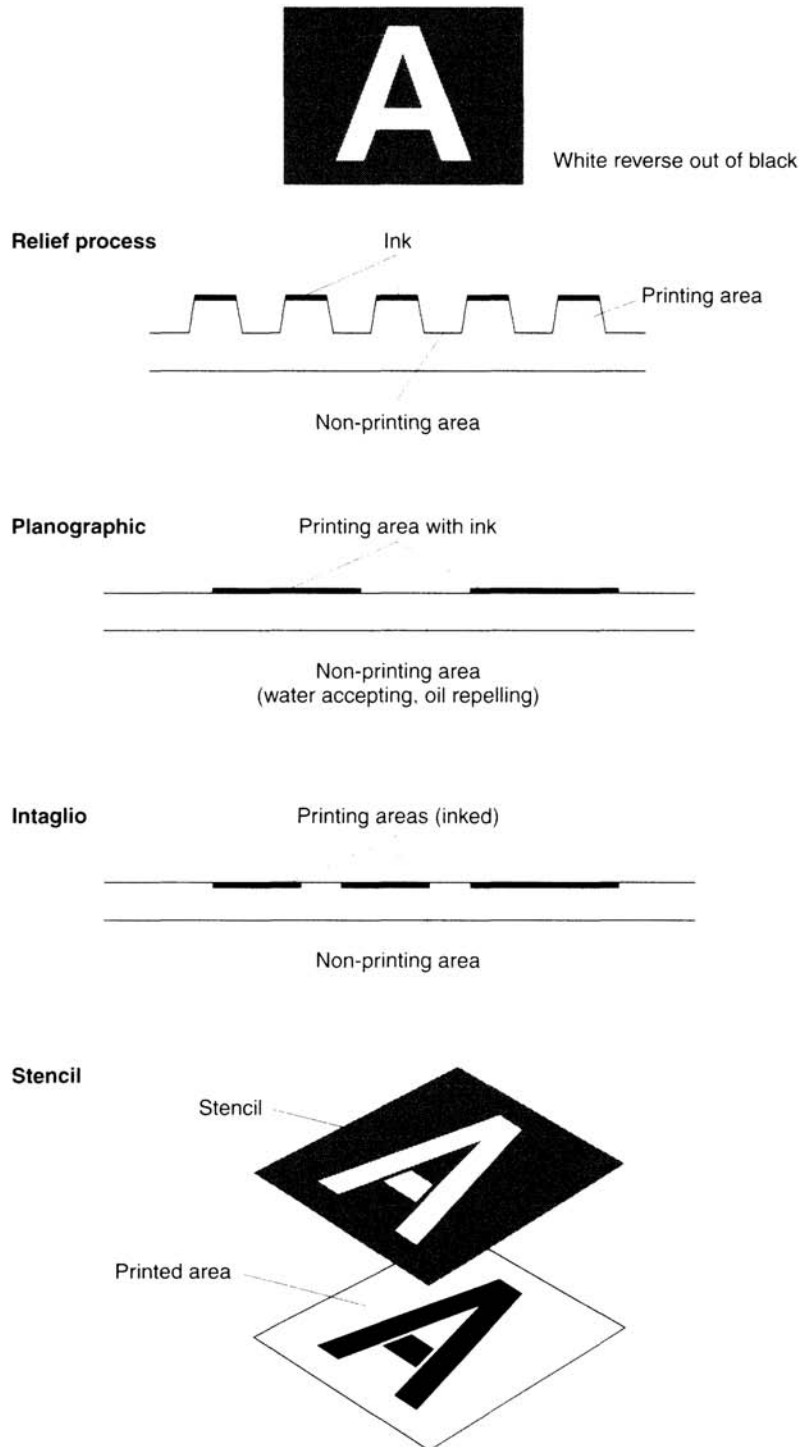 A
White reverse out of black
Relief process
Ink
Printing area
Non-printing area
Planographic
Printing area with ink
Non-printing area
(water accepting, oil repelling)
Intaglio
Printing areas (inked)
Non-printing area
Stencil
Stencil
A
Printed area
A